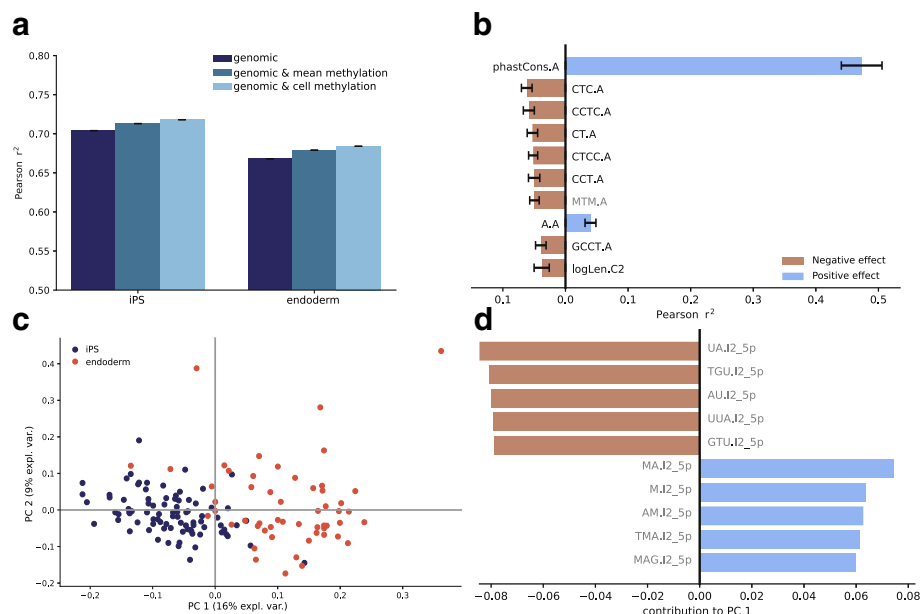 a
genomic
genomic & mean methylation
genomic & cell methylation
0.80
0.75
0.70
0.65
0.60
0.55
0.50
Pearson r²
iPS
endoderm
b
phastCons.A
CTC.A
CCTC.A
CT.A
CTCC.A
CCT.A
MTM.A
A.A
GCCT.A
logLen.C2
Negative effect
Positive effect
0.1 0.0 0.1 0.2 0.3 0.4 0.5
Pearson r²
c
iPS
endoderm
0.4
0.3
0.2
0.1
0.0
−0.1
−0.2
PC 2 (9% expl. var.)
−0.2 −0.1 0.0 0.1 0.2 0.3
PC 1 (16% expl. var.)
d
UA.I2_5p
TGU.I2_5p
AU.I2_5p
UUA.I2_5p
GTU.I2_5p
MA.I2_5p
M.I2_5p
AM.I2_5p
TMA.I2_5p
MAG.I2_5p
−0.08 −0.06 −0.04 −0.02 0.00 0.02 0.04 0.06 0.08
contribution to PC 1